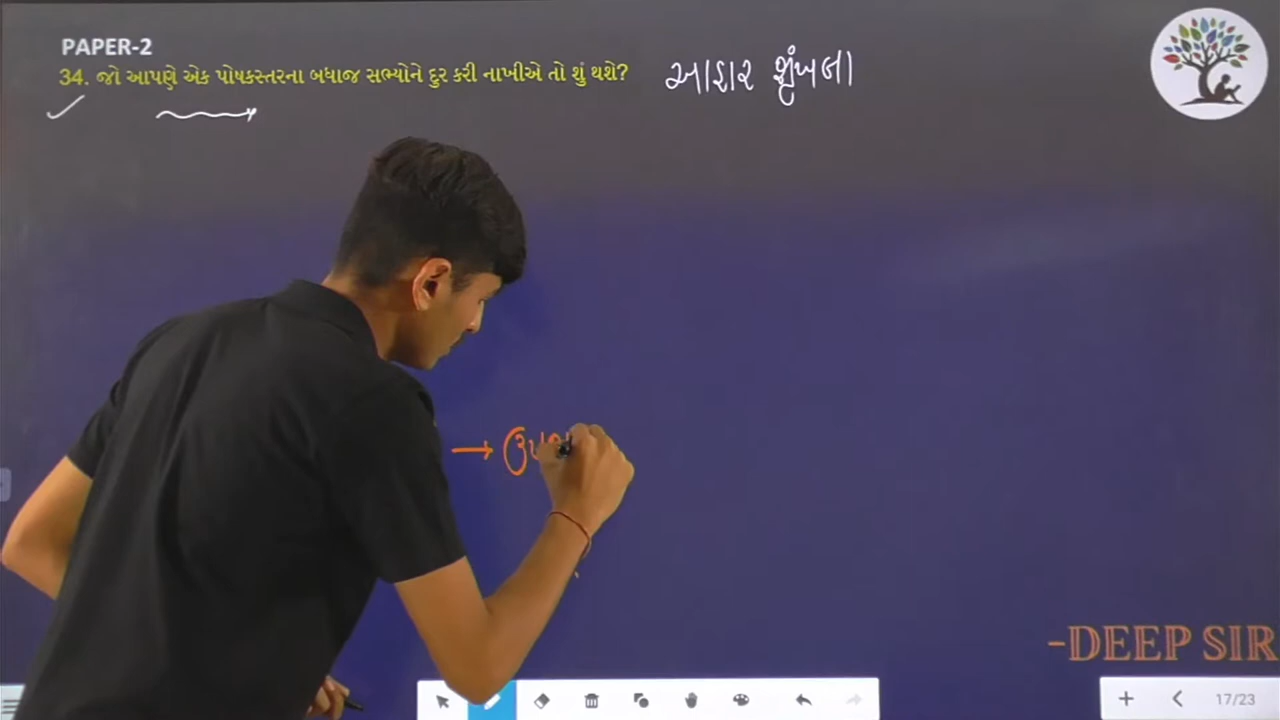 PAPER-2
34. જો આપણે એક પોષકસ્તરના બધાજ સભ્યોને દુર કરી નાખીએ તો શું થશે? આહાર શૃંખલા
-DEEP SIR
17/23